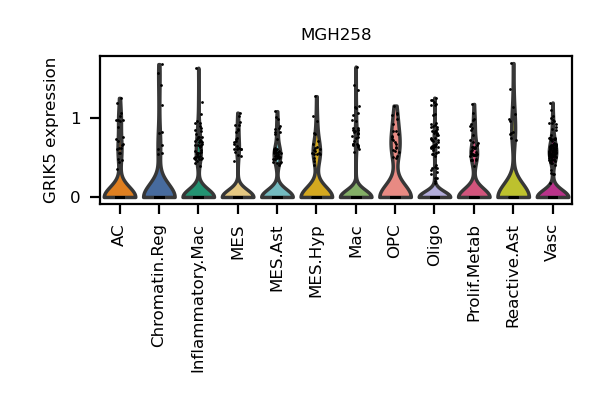 MGH258
GRIK5 expression
1
0
AC
Chromatin.Reg
Inflammatory.Mac
MES
MES.Ast
MES.Hyp
Mac
OPC
Oligo
Prolif.Metab
Reactive.Ast
Vasc